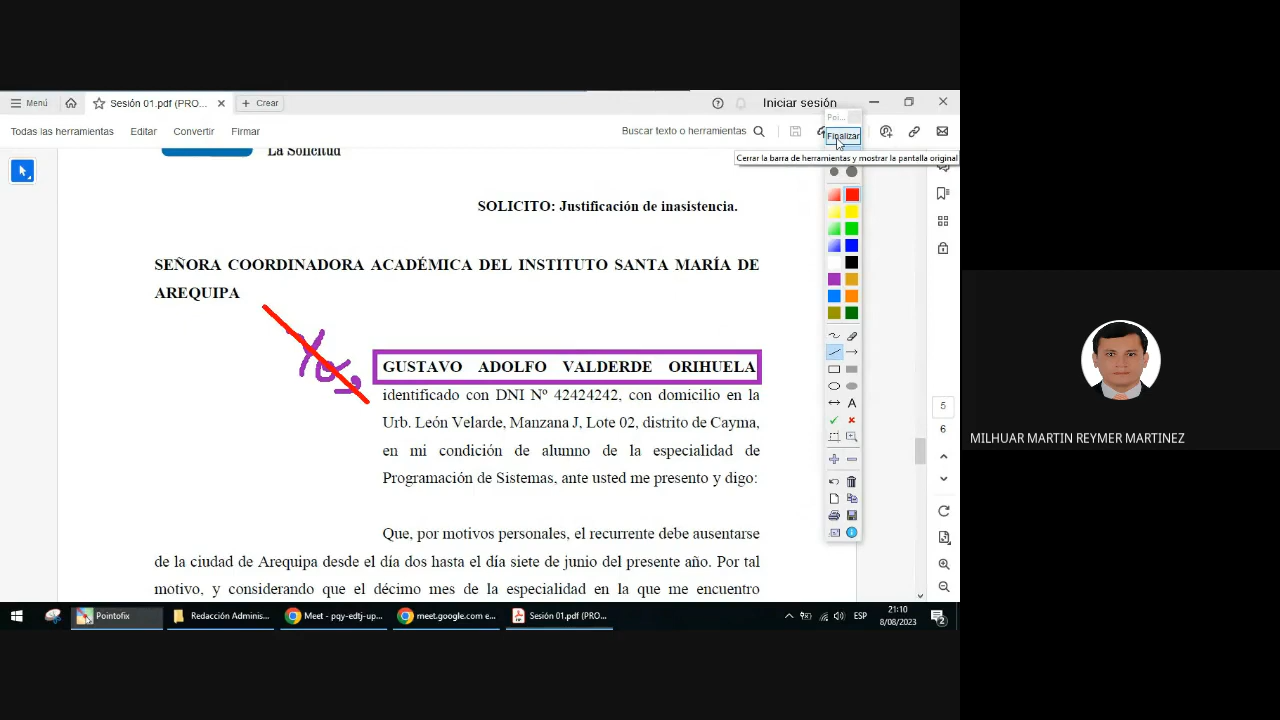 Menú
Sesión 01.pdf (PRO...
Crear
Iniciar sesión
Poi...
Todas las herramientas
Editar
Convertir
Firmar
Buscar texto o herramientas
Finalizar
Cerrar la barra de herramientas y mostrar la pantalla original
La Solicitud
SOLICITO: Justificación de inasistencia.
SEÑORA COORDINADORA ACADÉMICA DEL INSTITUTO SANTA MARÍA DE
AREQUIPA
Yo,
GUSTAVO ADOLFO VALDERDE ORIHUELA
identificado con DNI Nº 42424242, con domicilio en la
Urb. León Velarde, Manzana J, Lote 02, distrito de Cayma,
en mi condición de alumno de la especialidad de
Programación de Sistemas, ante usted me presento y digo:
Que, por motivos personales, el recurrente debe ausentarse
de la ciudad de Arequipa desde el día dos hasta el día siete de junio del presente año. Por tal
motivo, y considerando que el décimo mes de la especialidad en la que me encuentro
A
5
6
MILHUAR MARTIN REYMER MARTINEZ
Pointofix
Redacción Adminis...
Meet - pqy-edtj-up...
meet.google.com e...
Sesión 01.pdf (PRO...
ESP
21:10
8/08/2023
2